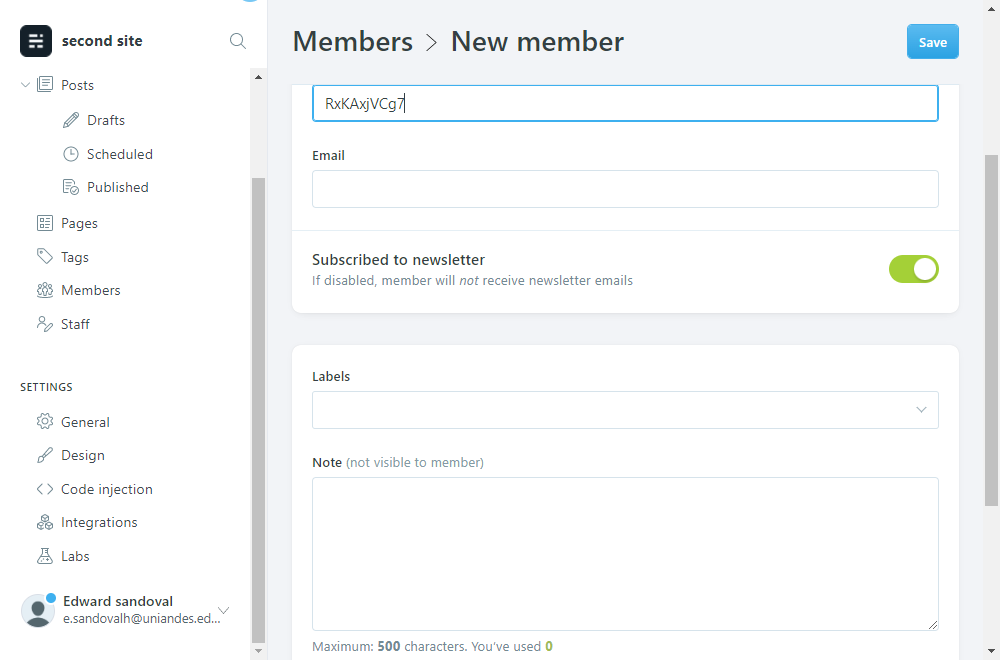 second site
Members > New member
Save
Posts
RxKAxjVCg7
Drafts
Scheduled
Email
Published
Pages
Tags
Subscribed to newsletter
If disabled, member will not receive newsletter emails
Members
Staff
Labels
SETTINGS
General
Design
Note (not visible to member)
Code injection
Integrations
Labs
Edward sandoval
e.sandovalh@uniandes.ed...
Maximum: 500 characters. You've used 0